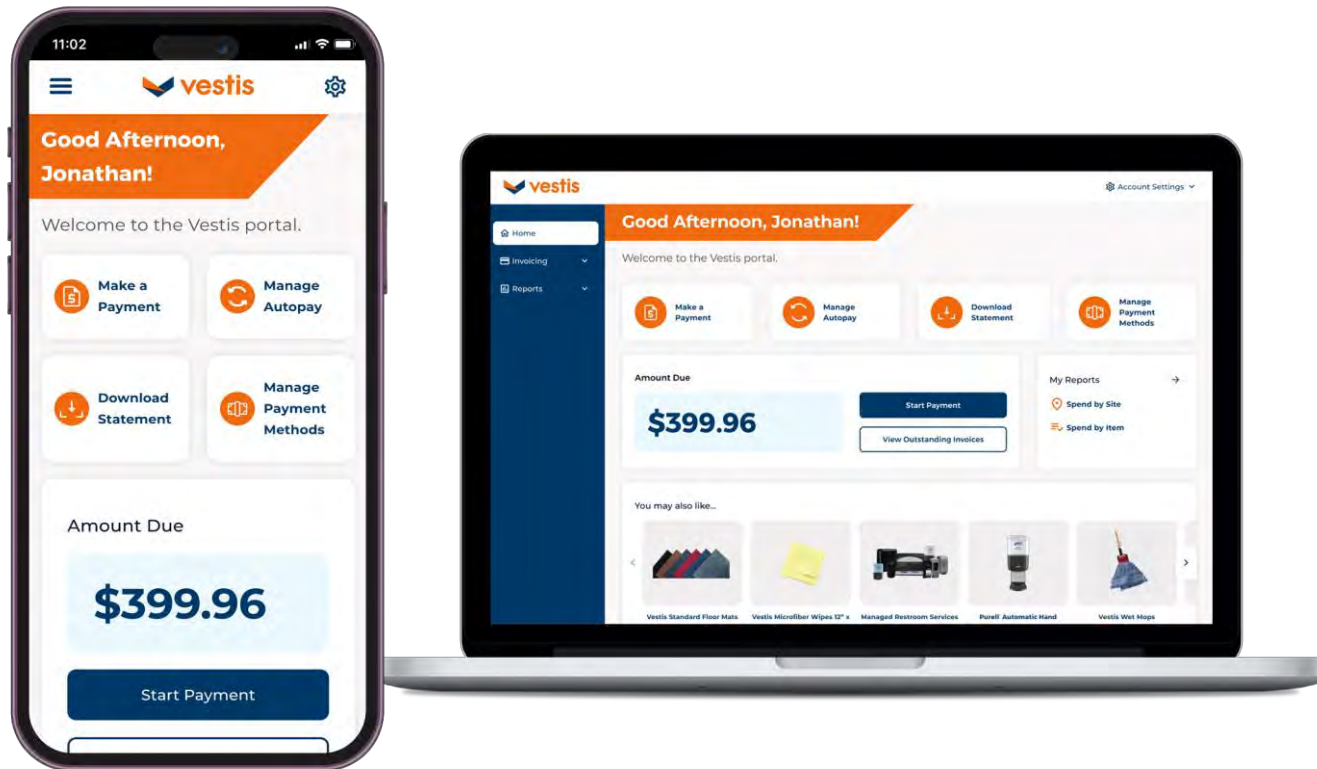 11:02
vestis
Good Afternoon,
Jonathan!
Welcome to the Vestis portal.
Make a
Payment
Manage
Autopay
Download
Statement
Manage
Payment
Methods
Amount Due
$399.96
Start Payment
vestis
Account Settings
Home
Invoicing
Reports
Good Afternoon, Jonathan!
Welcome to the Vestis portal.
Make a
Payment
Manage
Autopay
Download
Statement
Manage
Payment
Methods
Amount Due
$399.96
Start Payment
View Outstanding Invoices
My Reports
Spend by Site
Spend by Item
You may also like...
Vestis Standard Floor Mats
Vestis Microfiber Wipes 12" x
Managed Restroom Services
Purell Automatic Hand
Vestis Wet Mops